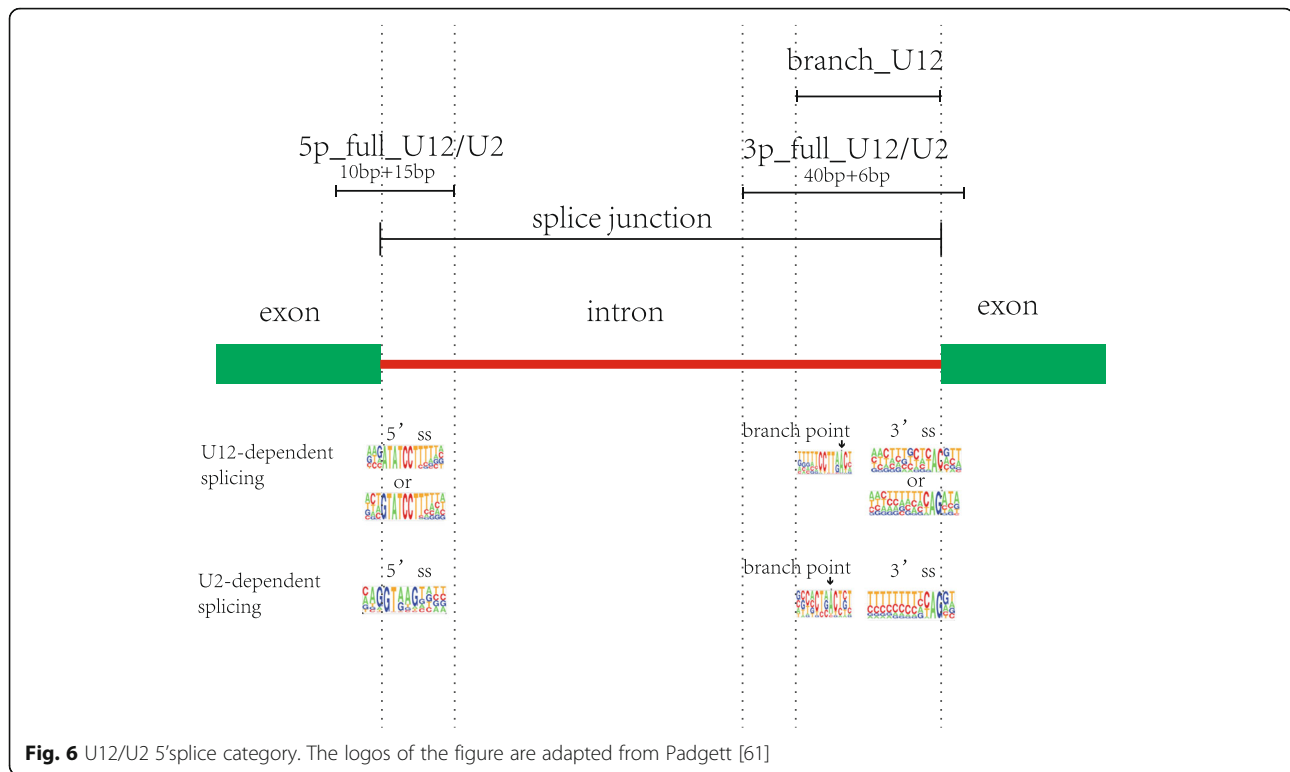 branch_U12
5p_full_U12/U2
10bp+15bp
3p_full_U12/U2
40bp+6bp
splice junction
exon
intron
exon
U12-dependent
splicing
5' ss
ATATCCT
or
GTATCCTT
branch point
3' ss
or
U2-dependent
splicing
5' ss
branch point
3' ss
Fig. 6 U12/U2 5'splice category. The logos of the figure are adapted from Padgett [61]